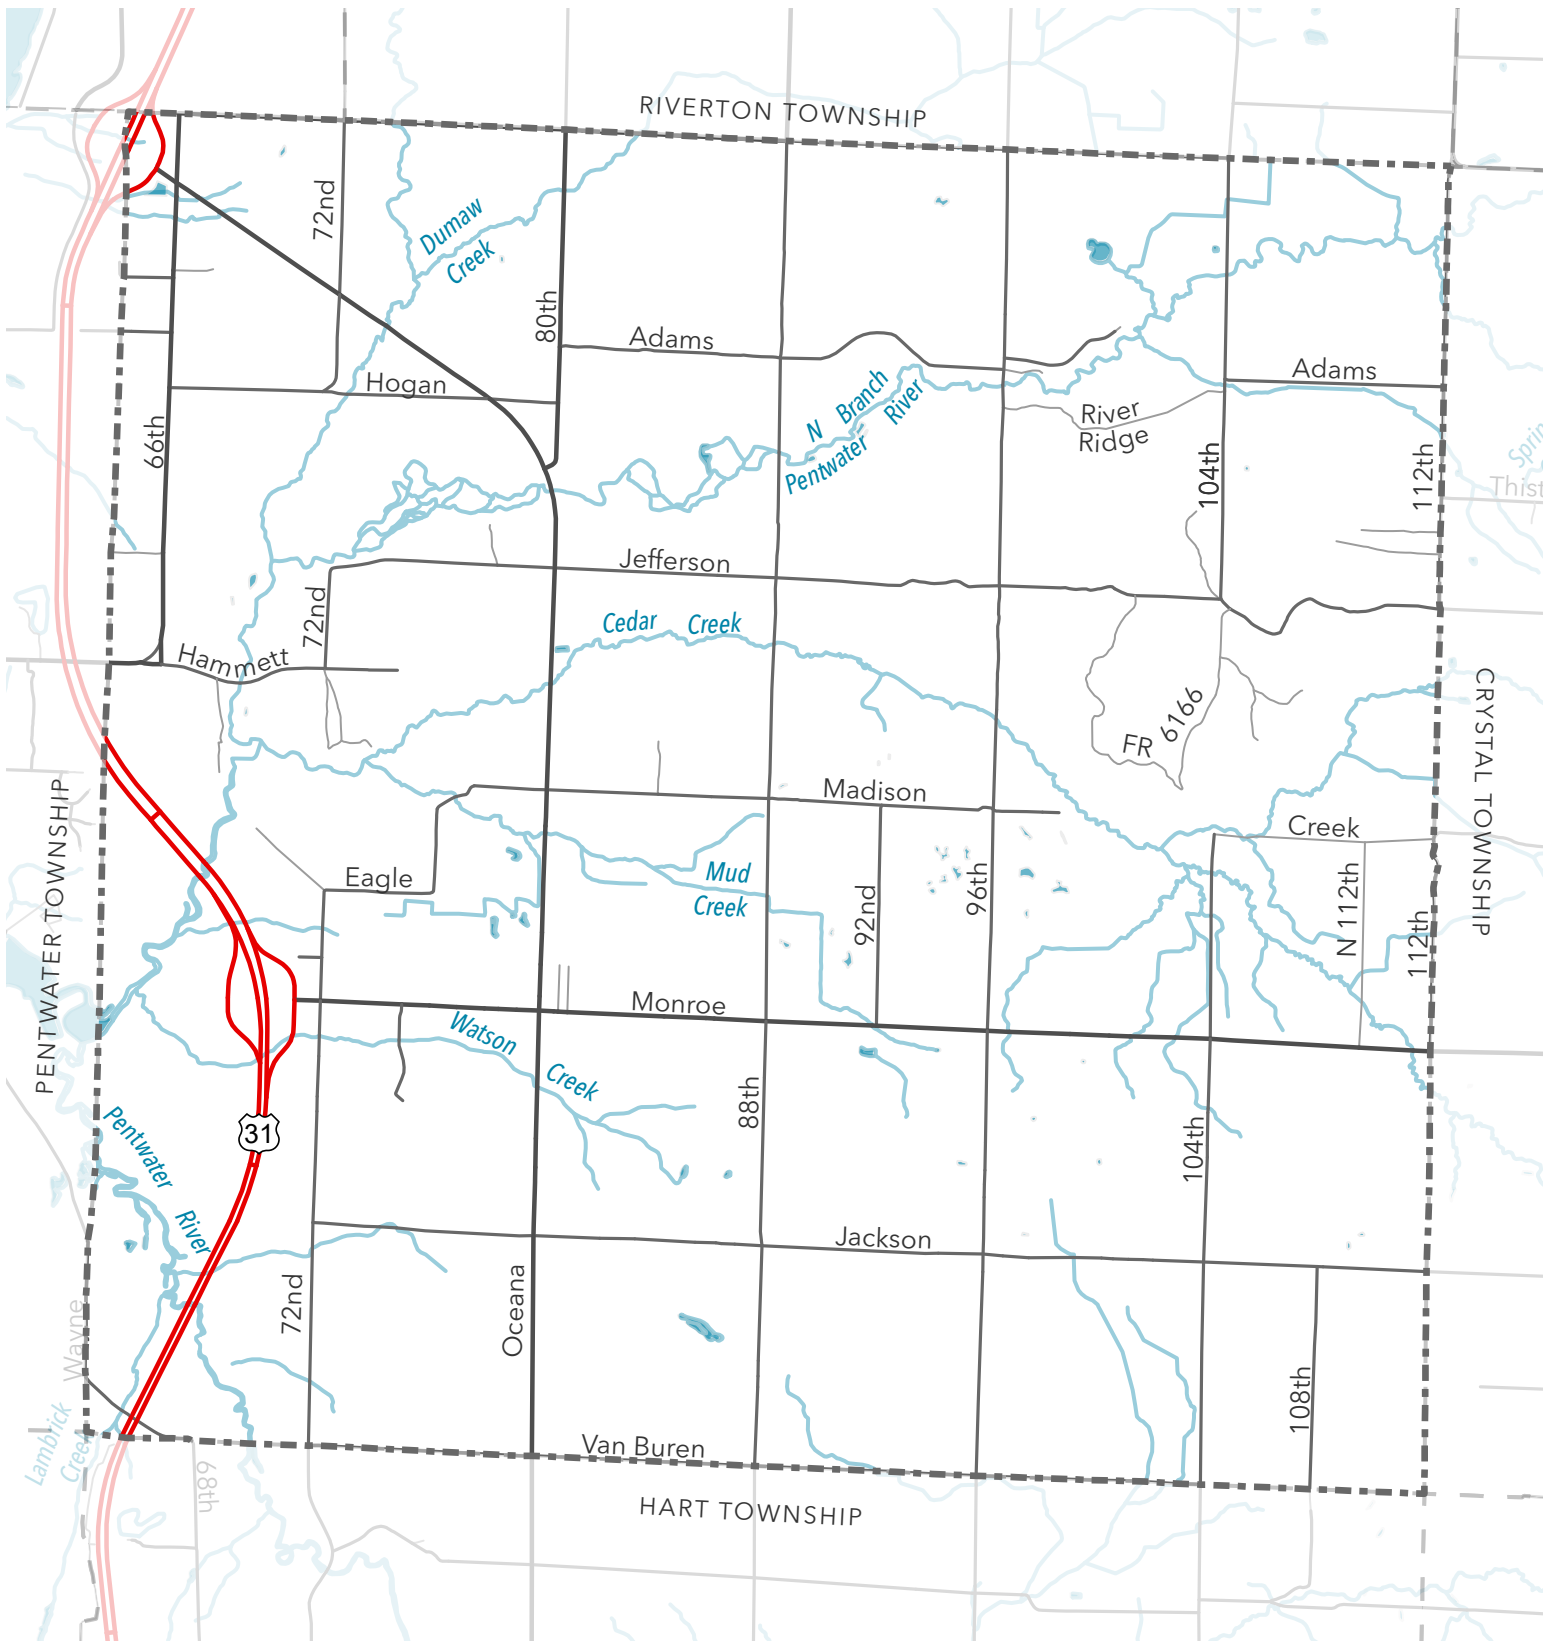 RIVERTON TOWNSHIP
72nd
Dumaw
Creek
80th
Adams
Adams
Hogan
N Branch
Pentwater River
River
Ridge
66th
104th
112th
Sprin
Thist
Jefferson
72nd
Cedar Creek
Hammett
FR 6166
CRYSTAL TOWNSHIP
PENTWATER TOWNSHIP
Madison
Creek
Eagle
Mud
Creek
92nd
96th
N 112th
112th
Monroe
Watson Creek
88th
Pentwater River
31
104th
Jackson
72nd
Oceana
Wayne
108th
Lambrick
Creek
68th
Van Buren
HART TOWNSHIP